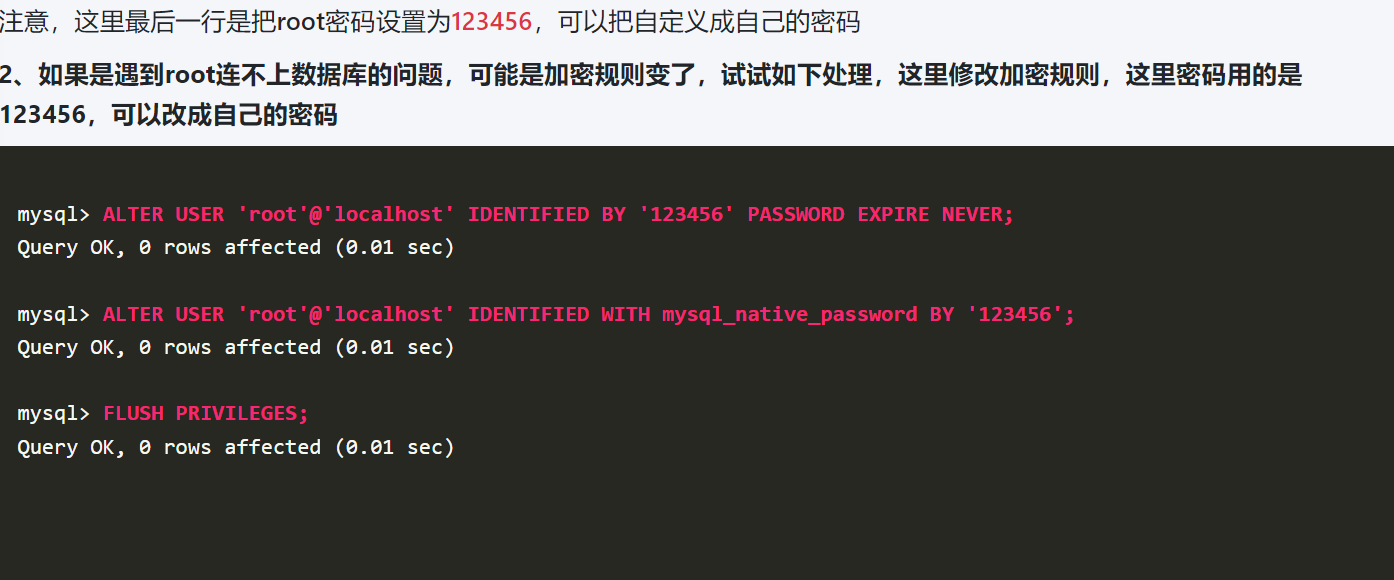 注意，这里最后一行是把root密码设置为123456，可以把自定义成自己的密码
2、如果是遇到root连不上数据库的问题，可能是加密规则变了，试试如下处理，这里修改加密规则，这里密码用的是
123456，可以改成自己的密码
mysql> ALTER USER 'root'@'localhost' IDENTIFIED BY '123456' PASSWORD EXPIRE NEVER;
Query OK, 0 rows affected (0.01 sec)
mysql> ALTER USER 'root'@'localhost' IDENTIFIED WITH mysql_native_password BY '123456';
Query OK, 0 rows affected (0.01 sec)
mysql> FLUSH PRIVILEGES;
Query OK, 0 rows affected (0.01 sec)